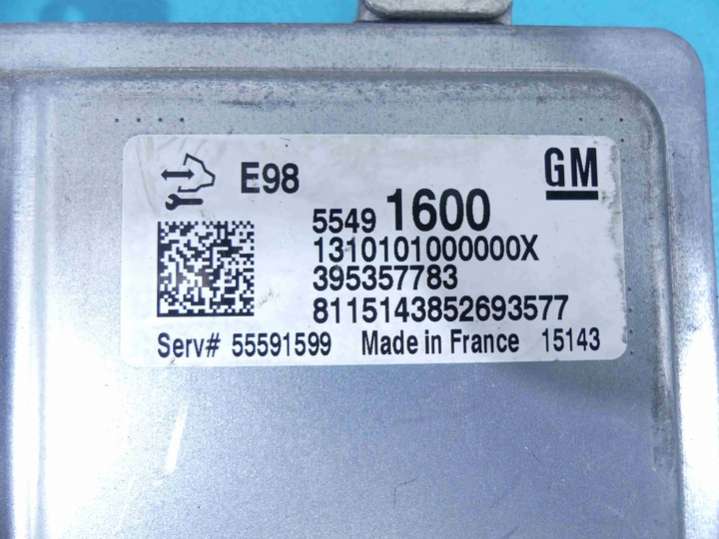 E98
GM
5549 1600
1310101000000X
395357783
8115143852693577
Serv# 55591599 Made in France 15143